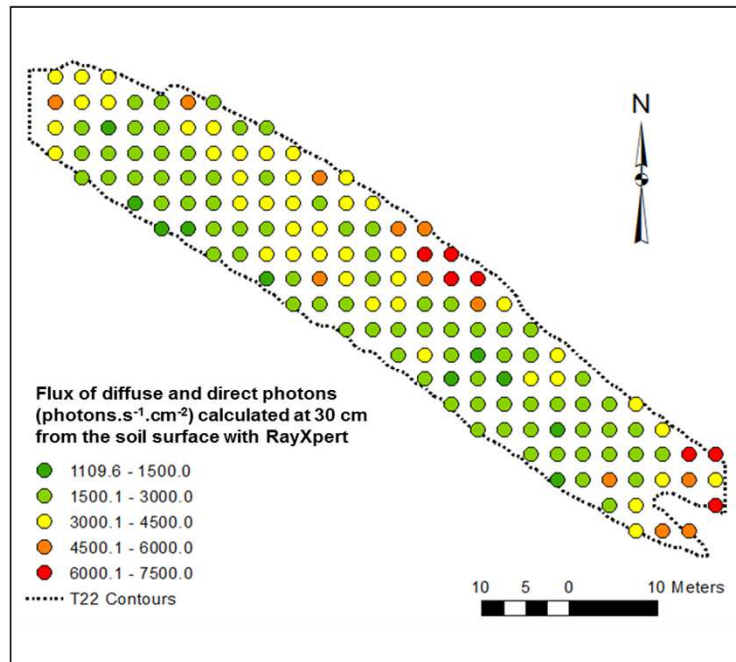 N
Flux of diffuse and direct photons
(photons.s⁻¹.cm⁻²) calculated at 30 cm
from the soil surface with RayXpert
1109.6 - 1500.0
1500.1 - 3000.0
3000.1 - 4500.0
4500.1 - 6000.0
6000.1 - 7500.0
T22 Contours
10 5 0 10 Meters